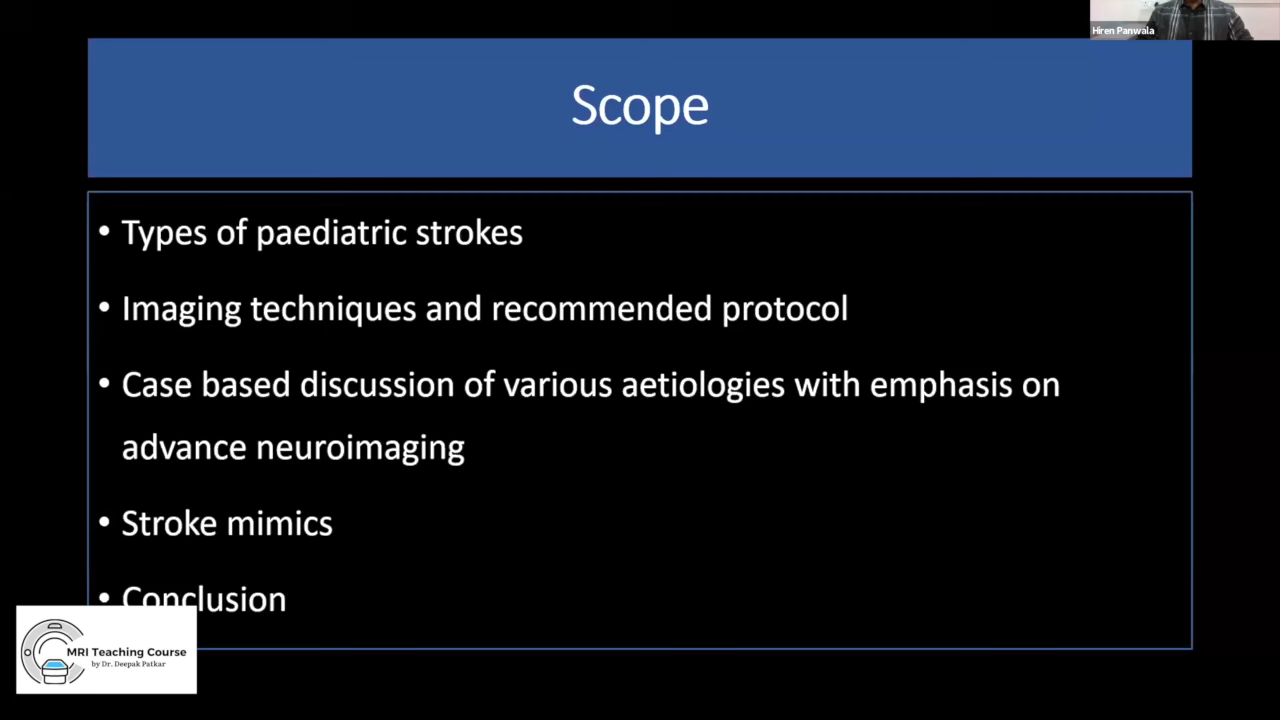 Hiren Panwala
Scope
• Types of paediatric strokes
• Imaging techniques and recommended protocol
• Case based discussion of various aetiologies with emphasis on
advance neuroimaging
• Stroke mimics
• Conclusion
MRI Teaching Course
by Dr. Deepak Patkar